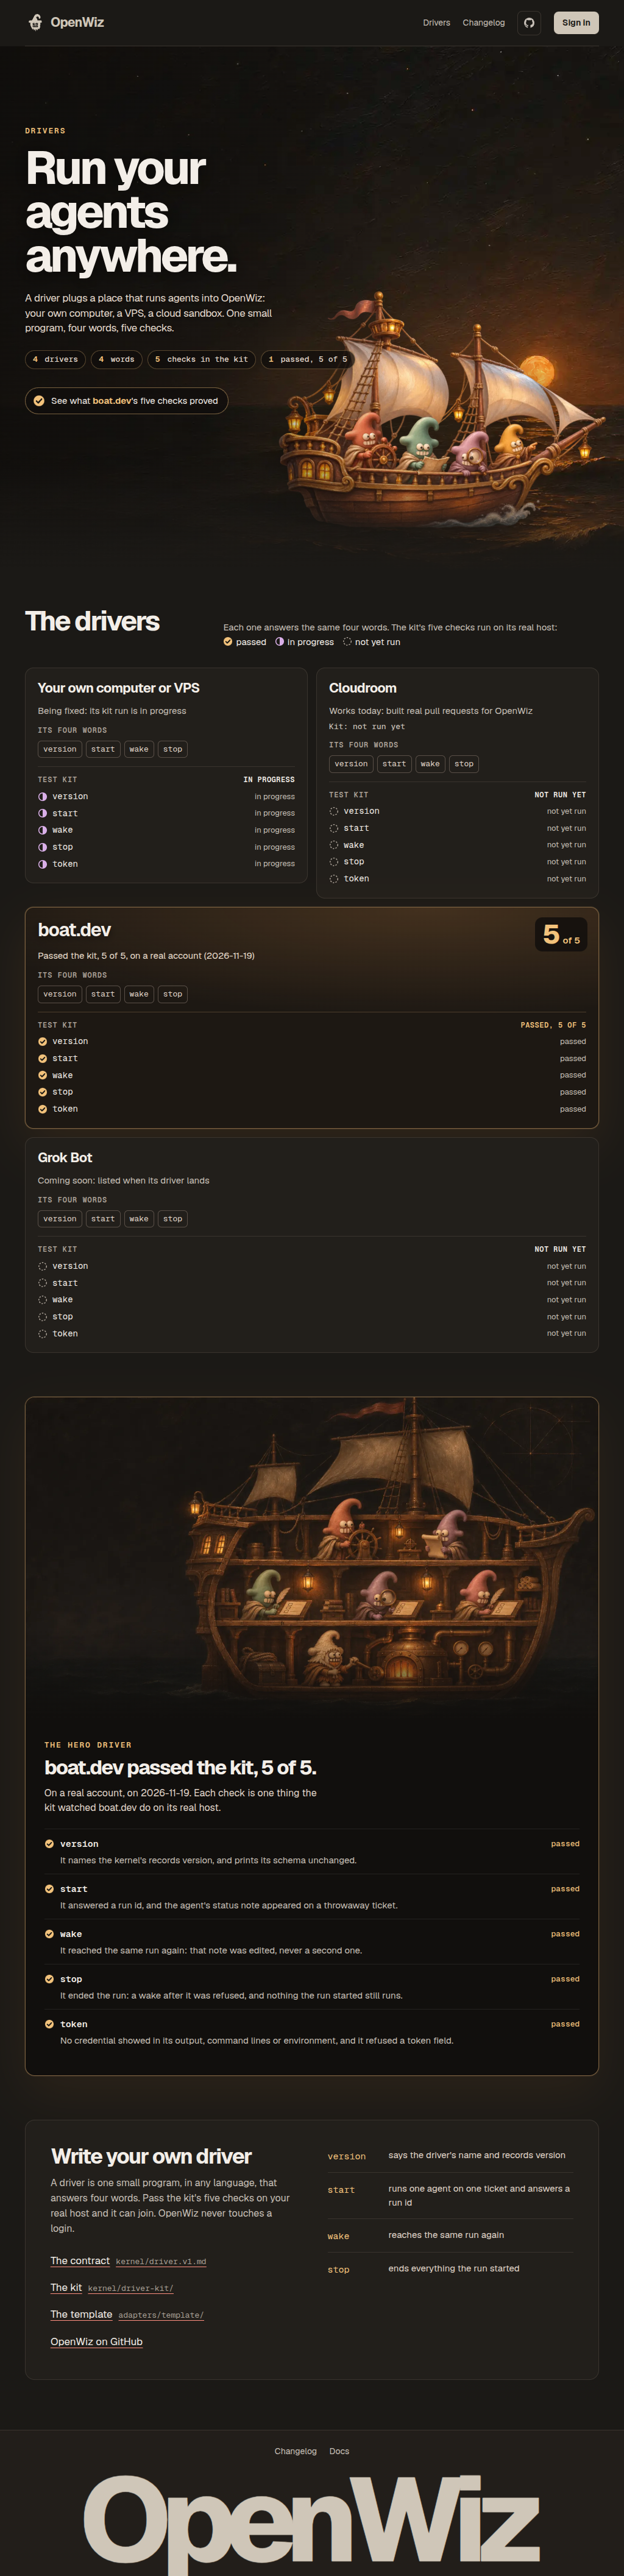 OpenWiz
Drivers
Changelog
Sign in
DRIVERS
Run your
agents
anywhere.
A driver plugs a place that runs agents into OpenWiz:
your own computer, a VPS, a cloud sandbox. One small
program, four words, five checks.
4 drivers
4 words
5 checks in the kit
1 passed, 5 of 5
See what boat.dev's five checks proved
The drivers
Each one answers the same four words. The kit's five checks run on its real host:
passed
in progress
not yet run
Your own computer or VPS
Being fixed: its kit run is in progress
ITS FOUR WORDS
version start wake stop
TEST KIT IN PROGRESS
version in progress
start in progress
wake in progress
stop in progress
token in progress
Cloudroom
Works today: built real pull requests for OpenWiz
Kit: not run yet
ITS FOUR WORDS
version start wake stop
TEST KIT NOT RUN YET
version not yet run
start not yet run
wake not yet run
stop not yet run
token not yet run
boat.dev
5 of 5
Passed the kit, 5 of 5, on a real account (2026-11-19)
ITS FOUR WORDS
version start wake stop
TEST KIT PASSED, 5 OF 5
version passed
start passed
wake passed
stop passed
token passed
Grok Bot
Coming soon: listed when its driver lands
ITS FOUR WORDS
version start wake stop
TEST KIT NOT RUN YET
version not yet run
start not yet run
wake not yet run
stop not yet run
token not yet run
THE HERO DRIVER
boat.dev passed the kit, 5 of 5.
On a real account, on 2026-11-19. Each check is one thing the
kit watched boat.dev do on its real host.
version passed
It names the kernel's records version, and prints its schema unchanged.
start passed
It answered a run id, and the agent's status note appeared on a throwaway ticket.
wake passed
It reached the same run again: that note was edited, never a second one.
stop passed
It ended the run: a wake after it was refused, and nothing the run started still runs.
token passed
No credential showed in its output, command lines or environment, and it refused a token field.
Write your own driver
A driver is one small program, in any language, that
answers four words. Pass the kit's five checks on your
real host and it can join. OpenWiz never touches a
login.
The contract kernel/driver.v1.md
The kit kernel/driver-kit/
The template adapters/template/
OpenWiz on GitHub
version says the driver's name and records version
start runs one agent on one ticket and answers a
run id
wake reaches the same run again
stop ends everything the run started
Changelog Docs
OpenWiz